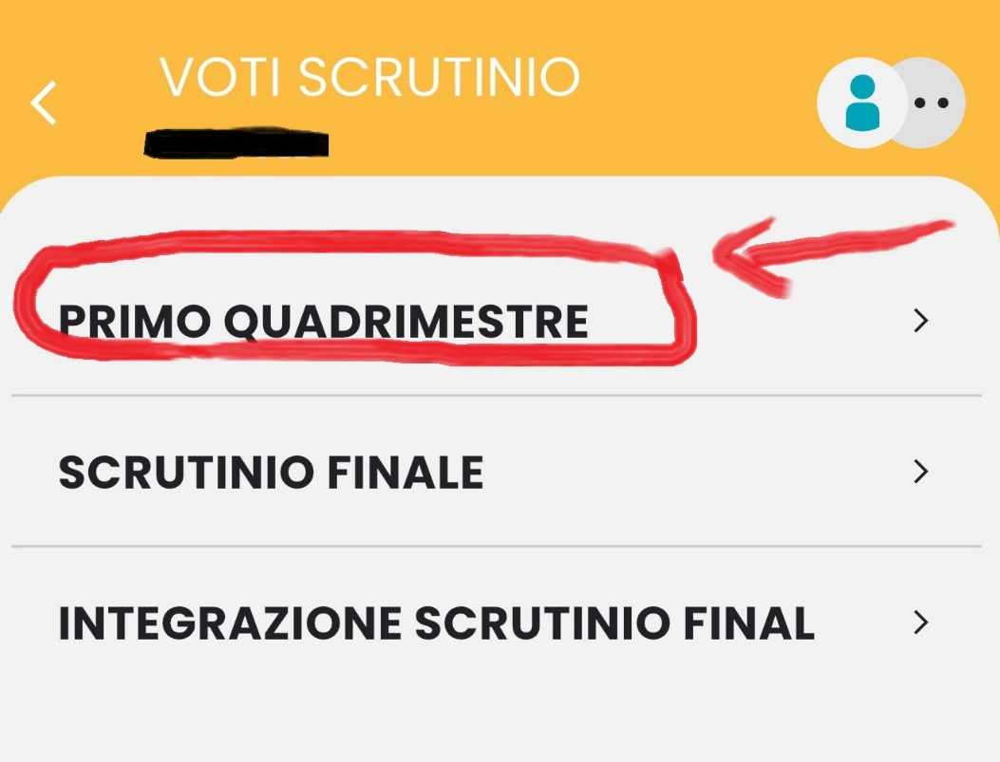 VOTI SCRUTINIO
PRIMO QUADRIMESTRE
SCRUTINIO FINALE
INTEGRAZIONE SCRUTINIO FINAL